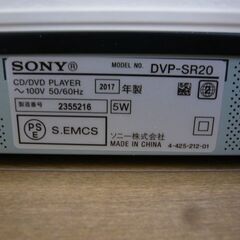 SONY® MODEL NO. DVP-SR20
CD/DVD PLAYER
～100V 50/60Hz 2017 年製
製造番号 2355216 5W
PS E S.EMCS
ソニー株式会社
MADE IN CHINA 4-425-212-01